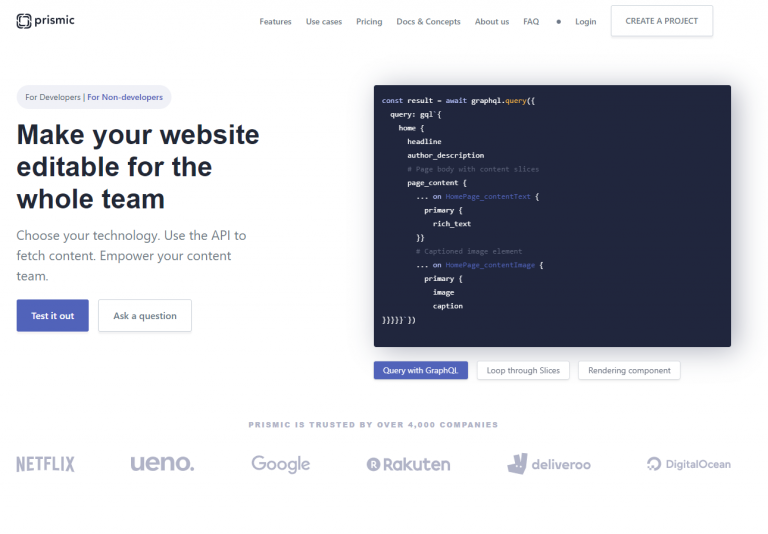 prismic
Features Use cases Pricing Docs & Concepts About us FAQ Login CREATE A PROJECT
For Developers | For Non-developers
Make your website
editable for the
whole team
Choose your technology. Use the API to
fetch content. Empower your content
team.
Test it out Ask a question
const result = await graphql.query({
query: gql`{
home {
headline
author_description
# Page body with content slices
page_content {
... on HomePage_contentText {
primary {
rich_text
}}
# Captioned image element
... on HomePage_contentImage {
primary {
image
caption
}}}}}`})
Query with GraphQL Loop through Slices Rendering component
PRISMIC IS TRUSTED BY OVER 4,000 COMPANIES
NETFLIX ueno. Google Rakuten deliveroo DigitalOcean